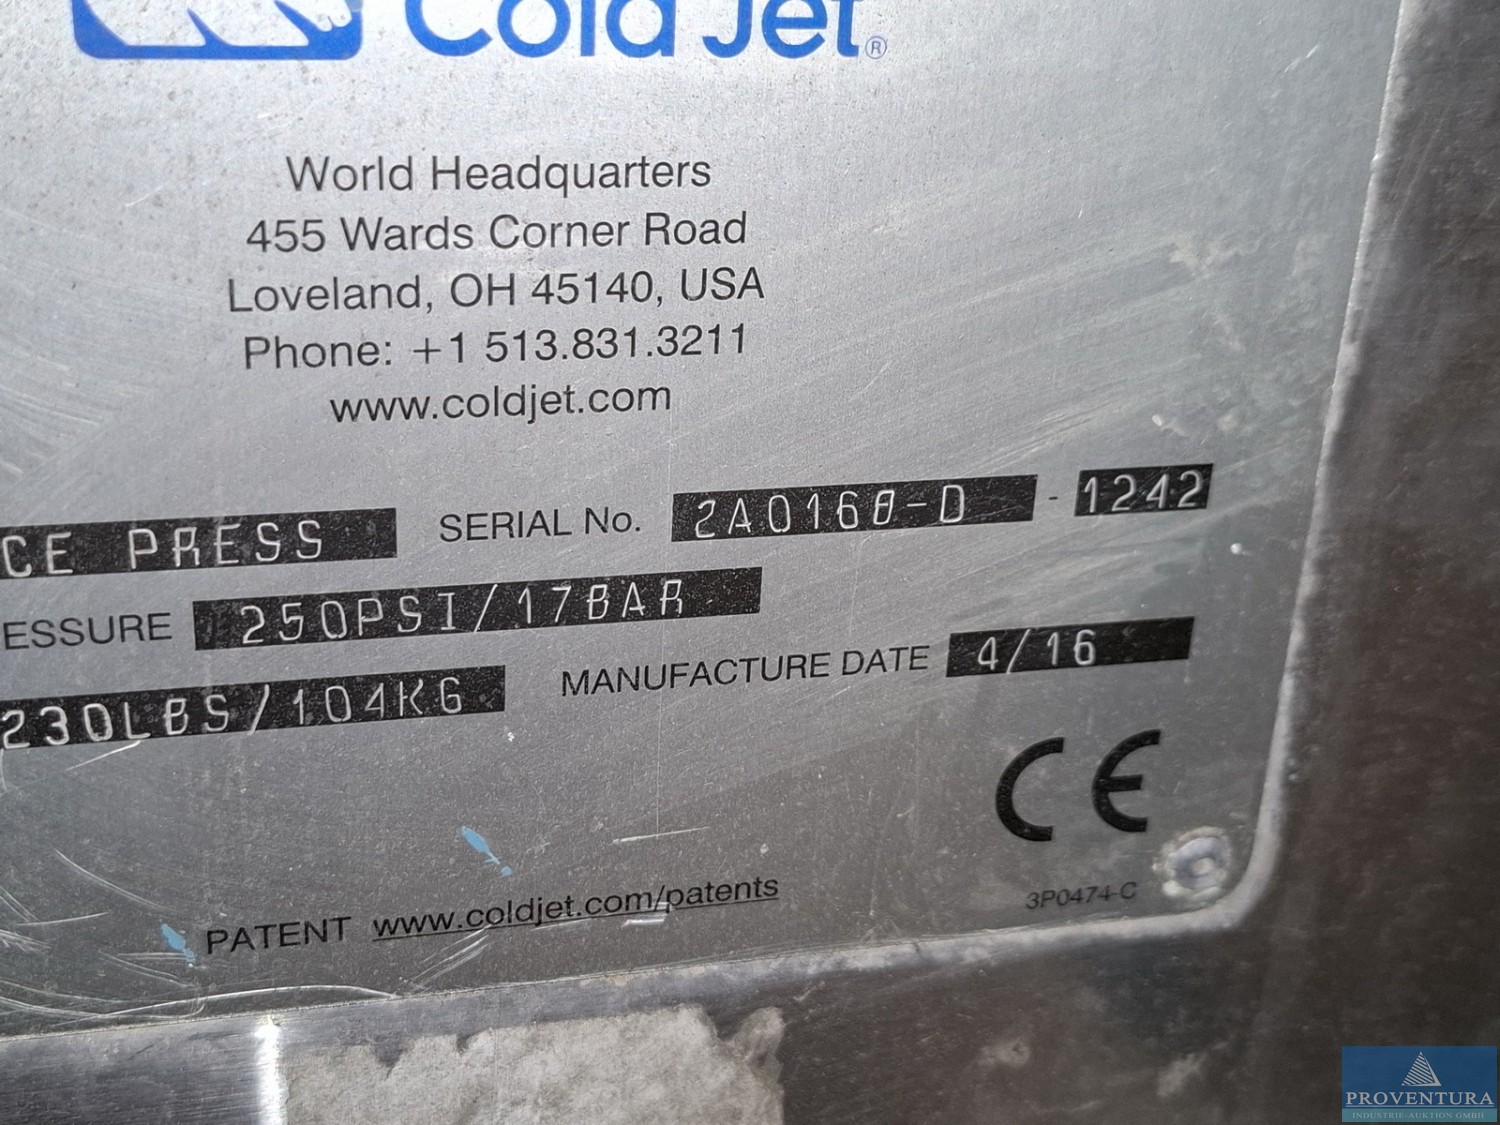 Cold Jet®
World Headquarters
455 Wards Corner Road
Loveland, OH 45140, USA
Phone: +1 513.831.3211
www.coldjet.com
CE PRESS SERIAL No. 2A0168-D - 1242
ESSURE 250PSI/17BAR
230LBS/104KG MANUFACTURE DATE 4/16
CE
PATENT www.coldjet.com/patents
3P0474-C
PROVENTURA
INDUSTRIE-AUKTION GMBH